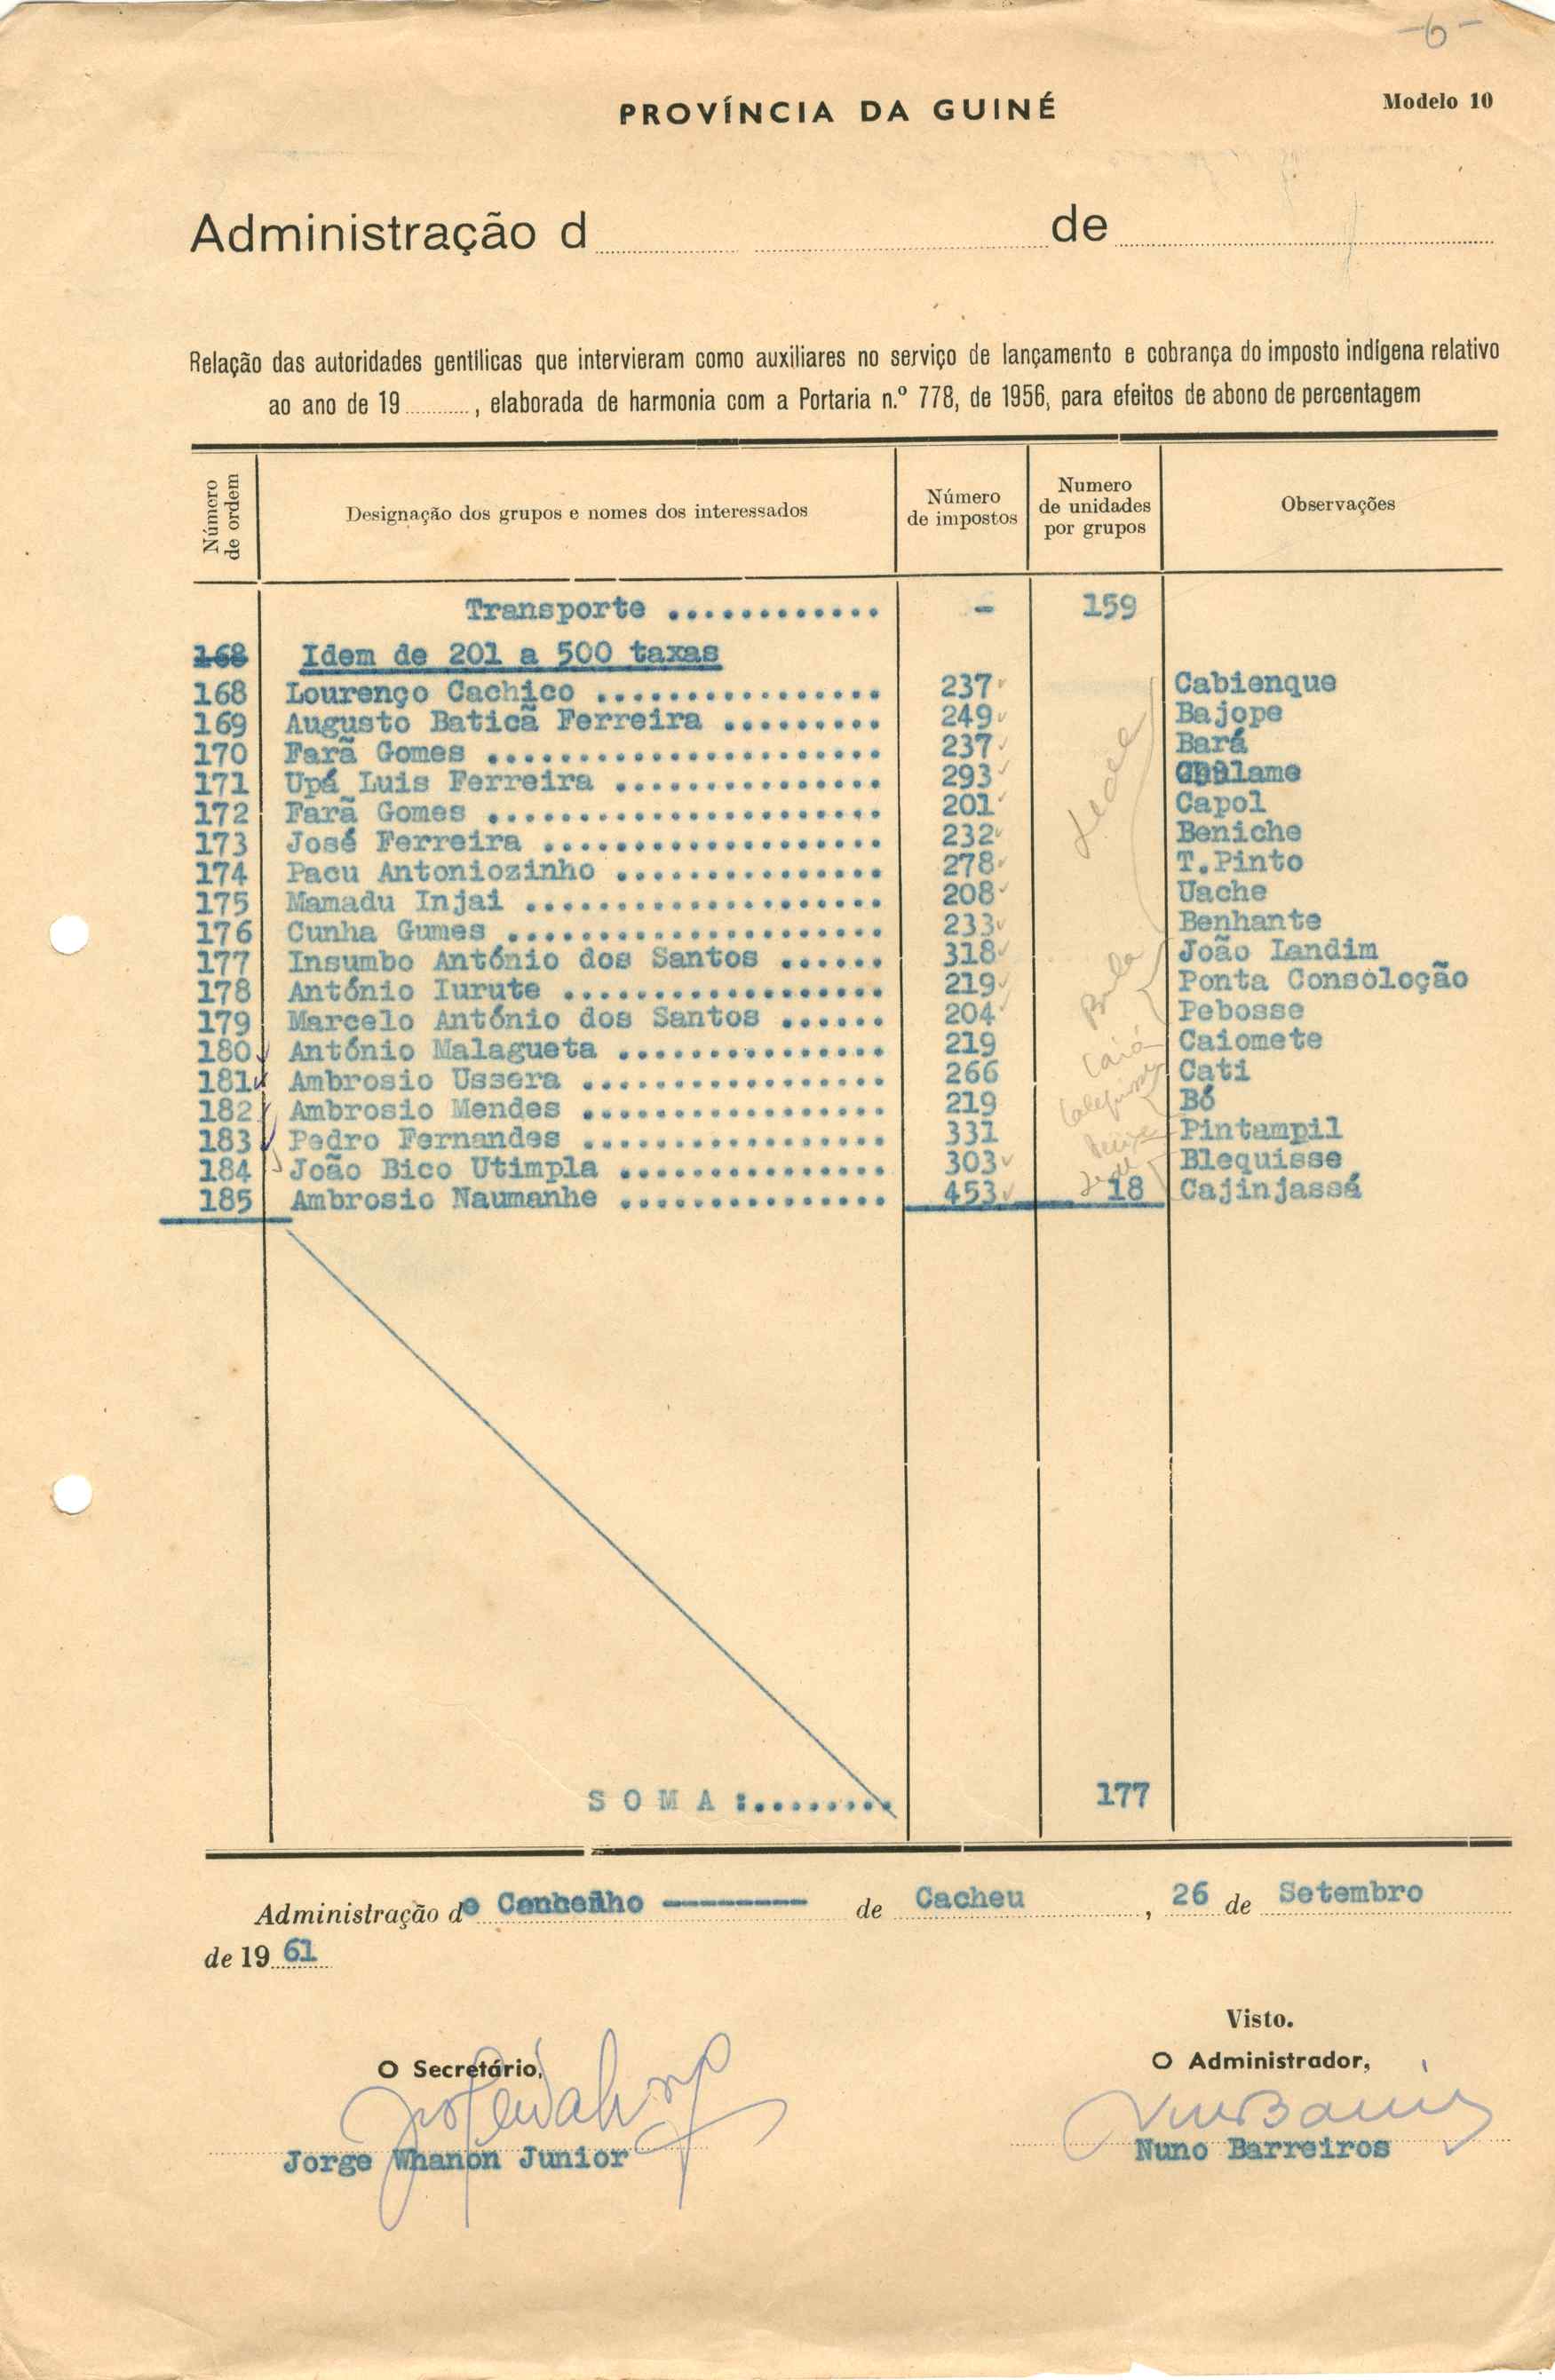 -6-
PROVÍNCIA DA GUINÉ
Modelo 10
Administração d de
Relação das autoridades gentílicas que intervieram como auxiliares no serviço de lançamento e cobrança do imposto indígena relativo
ao ano de 19 , elaborada de harmonia com a Portaria n.º 778, de 1956, para efeitos de abono de percentagem
Número de ordem
Designação dos grupos e nomes dos interessados
Número de impostos
Numero de unidades por grupos
Observações
Transporte ............ - 159
168 Idem de 201 a 500 taxas
168 Lourenço Cachico ................ 237 Cabienque
169 Augusto Baticã Ferreira ......... 249 Bajope
170 Farã Gomes ...................... 237 Bará
171 Upá Luis Ferreira ............... 293 Chulame
172 Farã Gomes ...................... 201 Capol
173 José Ferreira ................... 232 Beniche
174 Pacu Antoniozinho ............... 278 T.Pinto
175 Mamadu Injai .................... 208 Uache
176 Cunha Gumes ..................... 233 Benhante
177 Insumbo António dos Santos ...... 318 João Landim
178 António Iurute .................. 219 Ponta Consoloção
179 Marcelo António dos Santos ...... 204 Pebosse
180 António Malagueta ............... 219 Caiomete
181 Ambrosio Ussera ................. 266 Cati
182 Ambrosio Mendes ................. 219 Bó
183 Pedro Fernandes ................. 331 Pintampil
184 João Bico Utimpla ............... 303 Blequisse
185 Ambrosio Naumanhe ............... 453 18 Cajinjassá
Sede
Bula
Caió
SOMA :......... 177
Administração do Concelho -------- de Cacheu , 26 de Setembro
de 19 61
Visto.
O Secretário,
O Administrador,
Jorge Whanon Junior
Nuno Barreiros